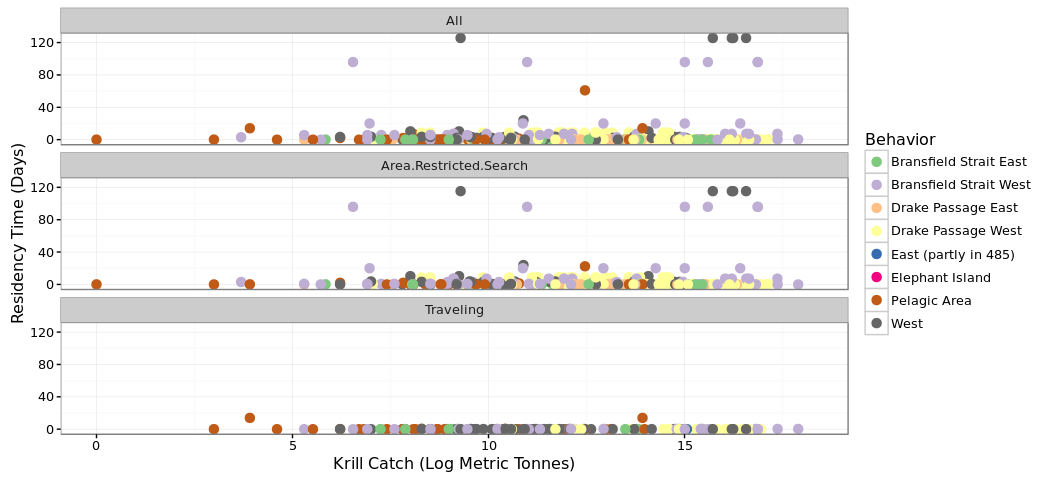 All
120
80
40
0
Area.Restricted.Search
120
80
40
0
Traveling
120
80
40
0
0 5 10 15
Krill Catch (Log Metric Tonnes)
Residency Time (Days)
Behavior
Bransfield Strait East
Bransfield Strait West
Drake Passage East
Drake Passage West
East (partly in 485)
Elephant Island
Pelagic Area
West